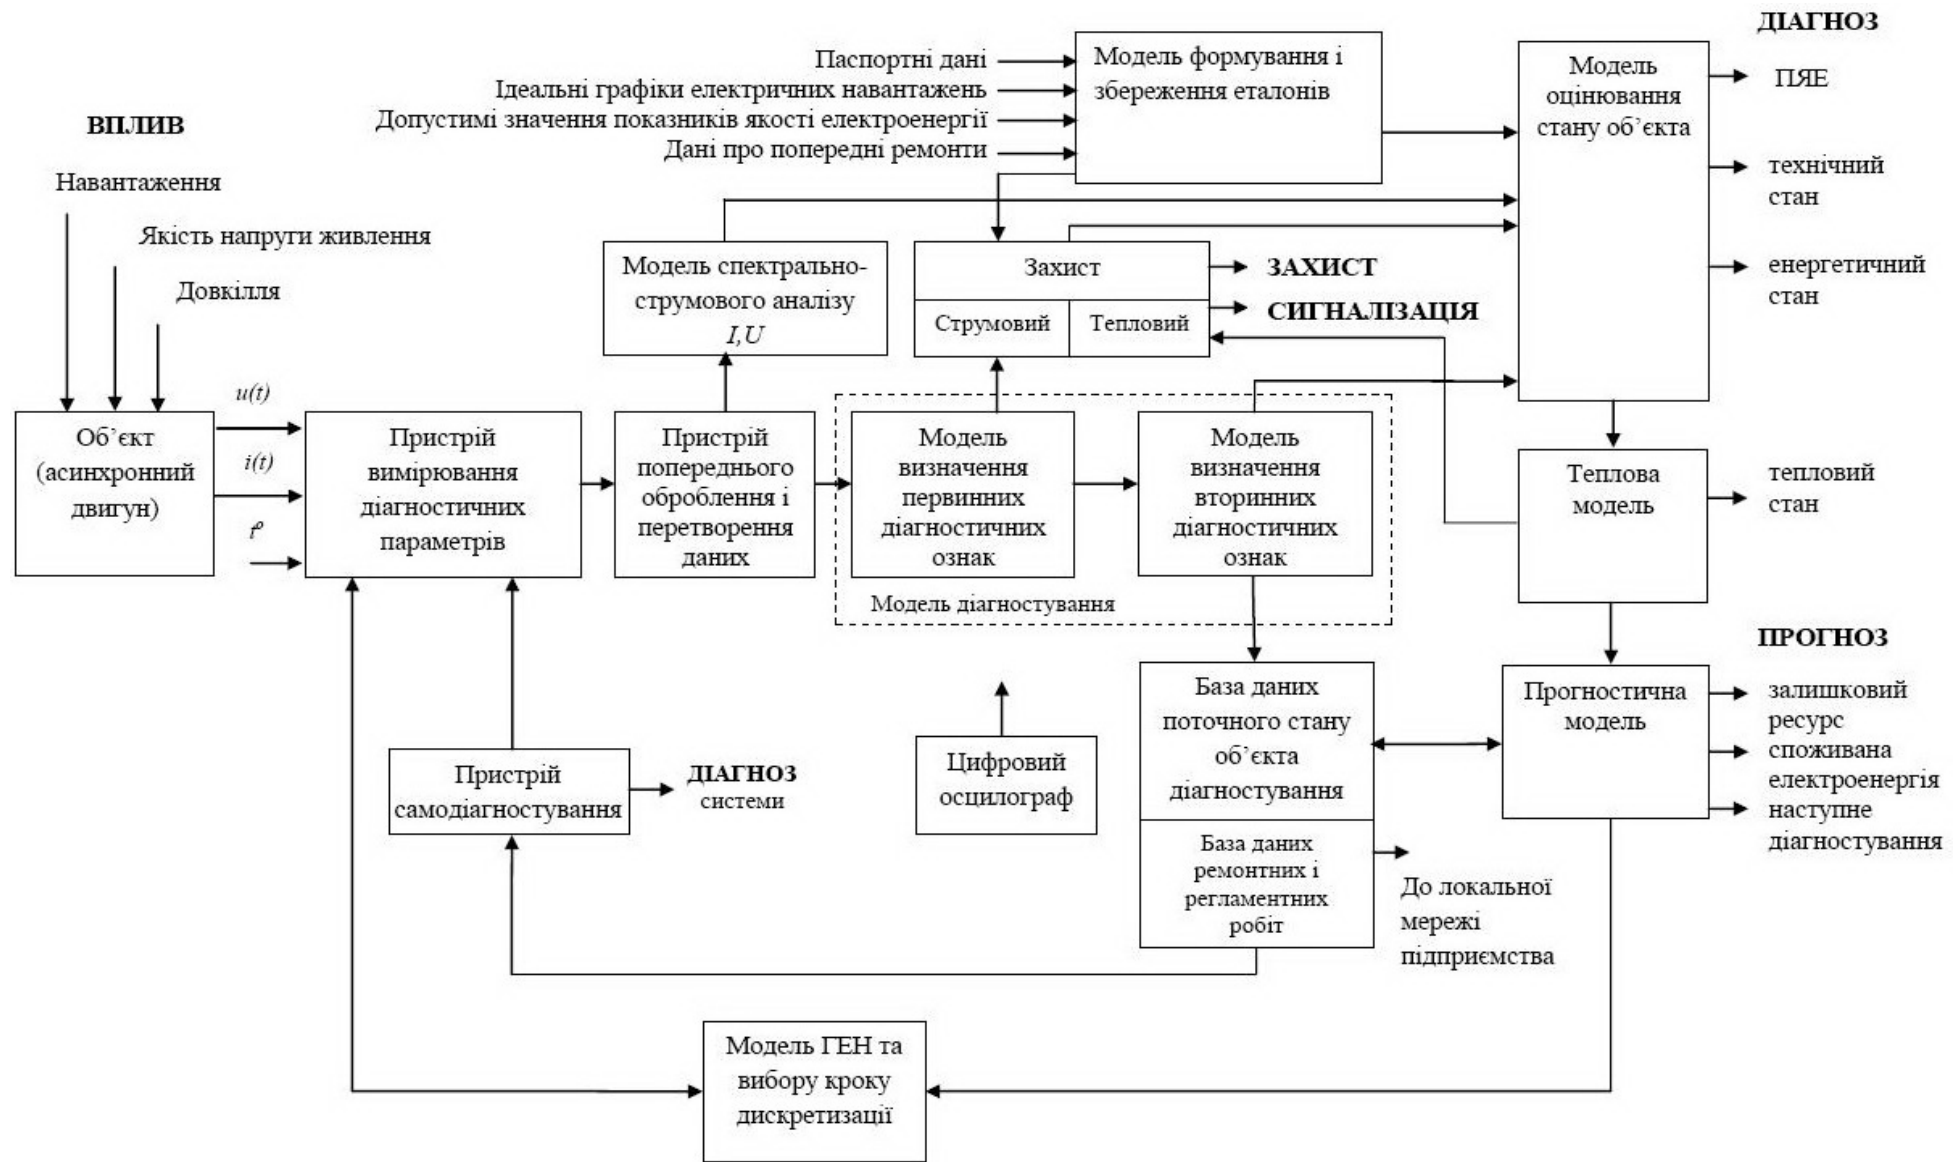 ДІАГНОЗ
Паспортні дані
Ідеальні графіки електричних навантажень
Допустимі значення показників якості електроенергії
Дані про попередні ремонти
Модель формування і
збереження еталонів
Модель
оцінювання
стану об’єкта
ПЯЕ
технічний
стан
енергетичний
стан
ВПЛИВ
Навантаження
Якість напруги живлення
Довкілля
Модель спектрально-
струмового аналізу
I,U
Захист
Струмовий
Тепловий
ЗАХИСТ
СИГНАЛІЗАЦІЯ
Об’єкт
(асинхронний
двигун)
u(t)
i(t)
t°
Пристрій
вимірювання
діагностичних
параметрів
Пристрій
попереднього
оброблення і
перетворення
даних
Модель
визначення
первинних
діагностичних
ознак
Модель
визначення
вторинних
діагностичних
ознак
Модель діагностування
Теплова
модель
тепловий
стан
ПРОГНОЗ
Прогностична
модель
залишковий
ресурс
споживана
електроенергія
наступне
діагностування
База даних
поточного стану
об’єкта
діагностування
База даних
ремонтних і
регламентних
робіт
До локальної
мережі
підприємства
Цифровий
осцилограф
Пристрій
самодіагностування
ДІАГНОЗ
системи
Модель ГЕН та
вибору кроку
дискретизації